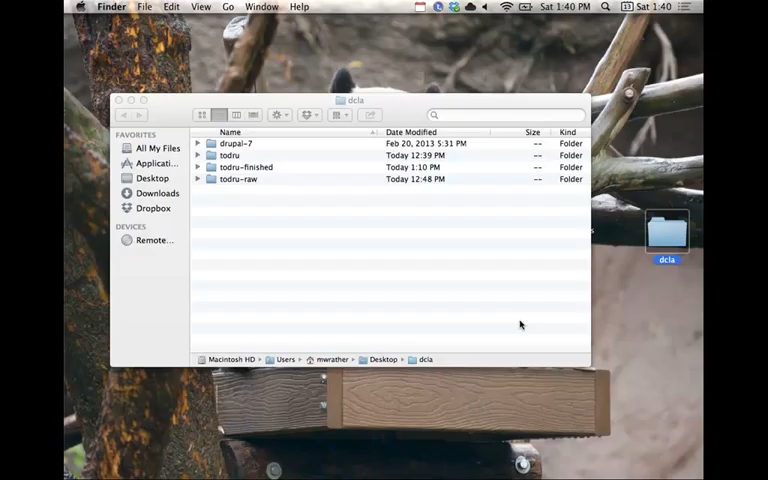 Finder File Edit View Go Window Help Sat 1:40 PM 13 Sat 1:40
dcla
FAVORITES
All My Files
Applicati...
Desktop
Downloads
Dropbox
DEVICES
Remote...
Name Date Modified Size Kind
drupal-7 Feb 20, 2013 5:31 PM -- Folder
todru Today 12:39 PM -- Folder
todru-finished Today 1:10 PM -- Folder
todru-raw Today 12:48 PM -- Folder
Macintosh HD Users mwrather Desktop dcla
s
dcla